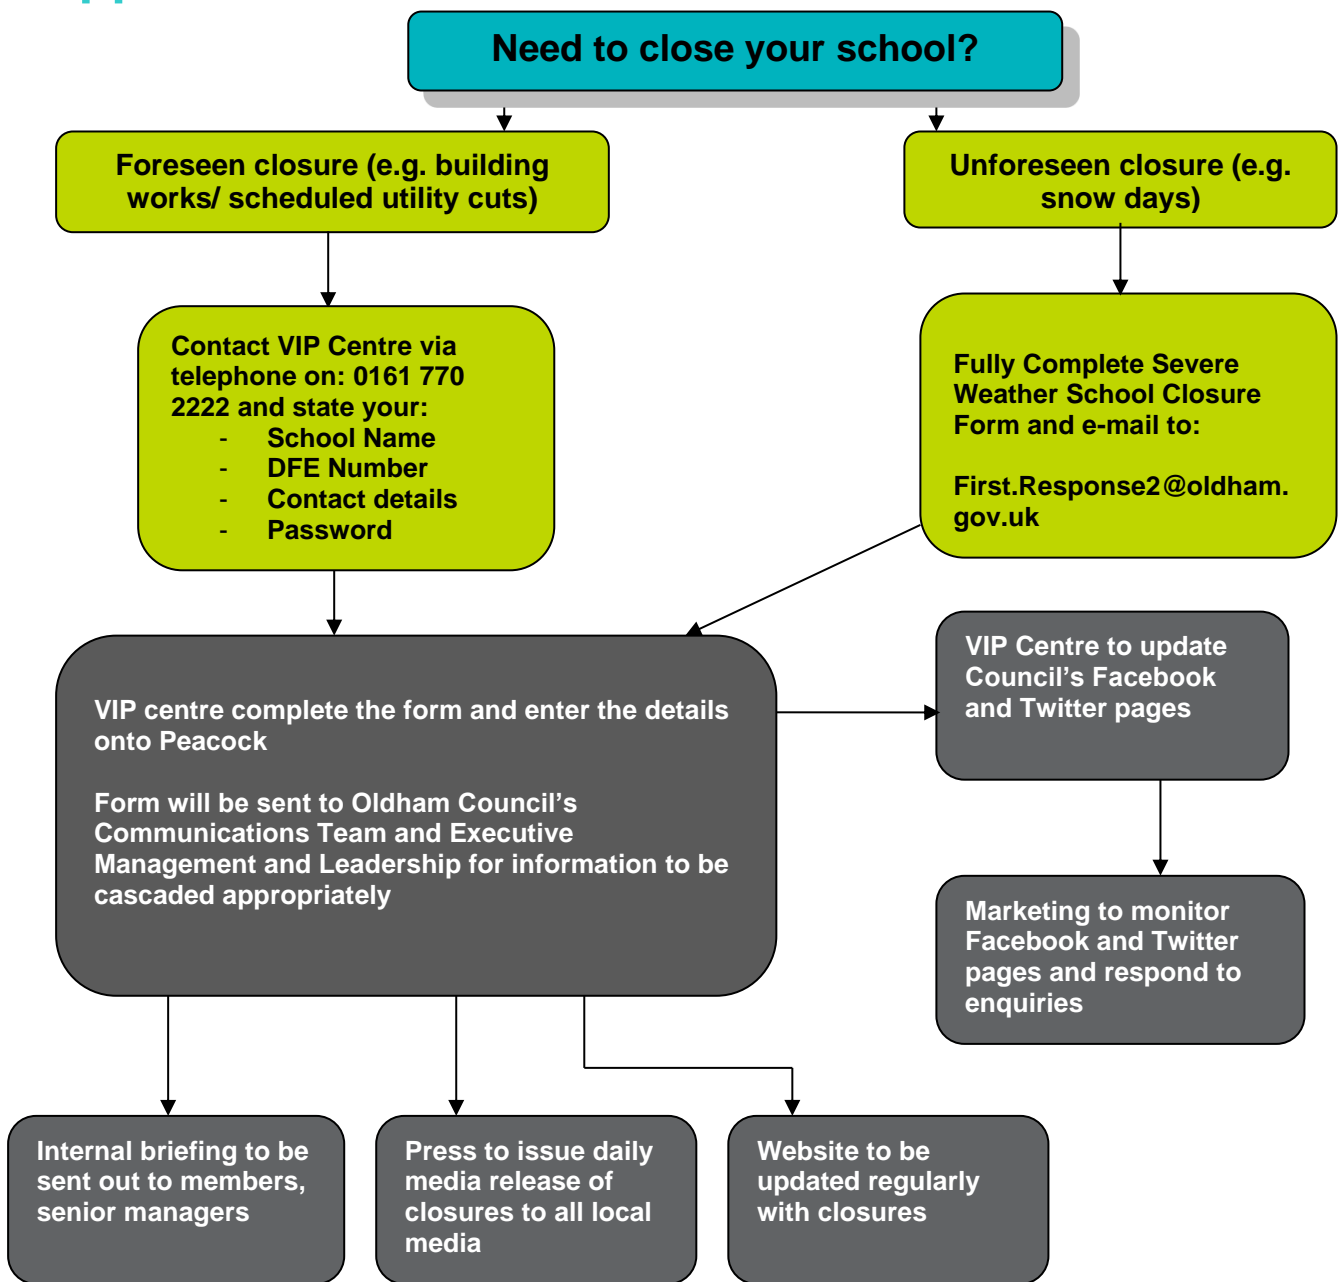 Need to close your school?
Foreseen closure (e.g. building
works/ scheduled utility cuts)
Unforeseen closure (e.g.
snow days)
Contact VIP Centre via
telephone on: 0161 770
2222 and state your:
- School Name
- DFE Number
- Contact details
- Password
Fully Complete Severe
Weather School Closure
Form and e-mail to:
First.Response2@oldham.
gov.uk
VIP centre complete the form and enter the details
onto Peacock
Form will be sent to Oldham Council’s
Communications Team and Executive
Management and Leadership for information to be
cascaded appropriately
VIP Centre to update
Council’s Facebook
and Twitter pages
Marketing to monitor
Facebook and Twitter
pages and respond to
enquiries
Internal briefing to be
sent out to members,
senior managers
Press to issue daily
media release of
closures to all local
media
Website to be
updated regularly
with closures